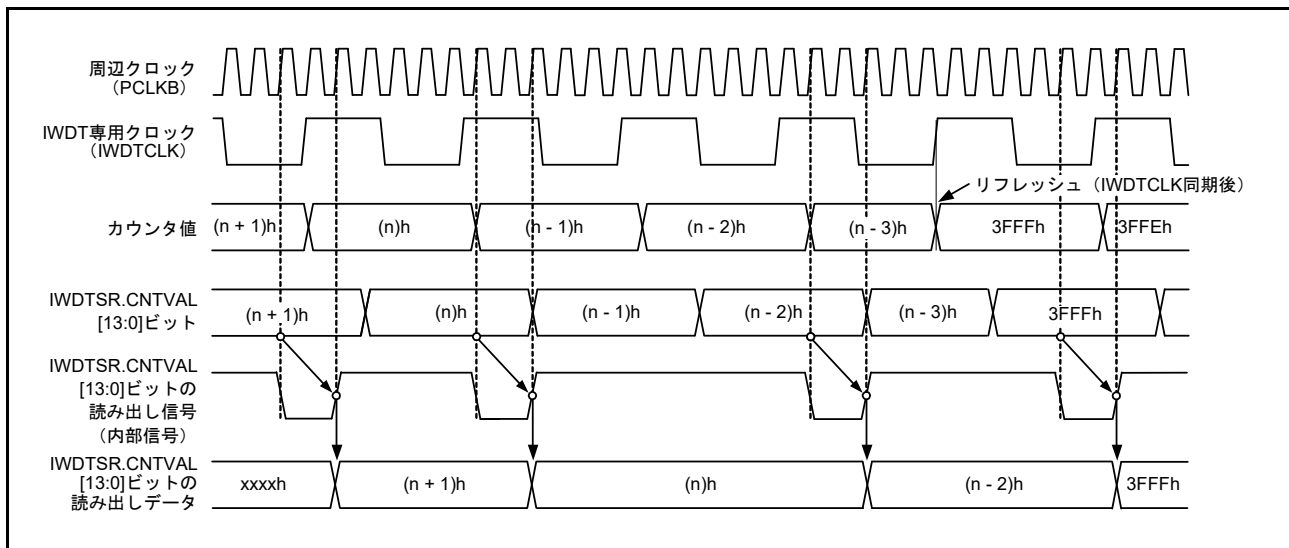 周辺クロック
（PCLKB）
IWDT専用クロック
（IWDTCLK）
リフレッシュ（IWDTCLK同期後）
カウンタ値
(n + 1)h
(n)h
(n - 1)h
(n - 2)h
(n - 3)h
3FFFh
3FFEh
IWDTSR.CNTVAL
[13:0]ビット
(n + 1)h
(n)h
(n - 1)h
(n - 2)h
(n - 3)h
3FFFh
IWDTSR.CNTVAL
[13:0]ビットの
読み出し信号
（内部信号）
IWDTSR.CNTVAL
[13:0]ビットの
読み出しデータ
xxxxh
(n + 1)h
(n)h
(n - 2)h
3FFFh